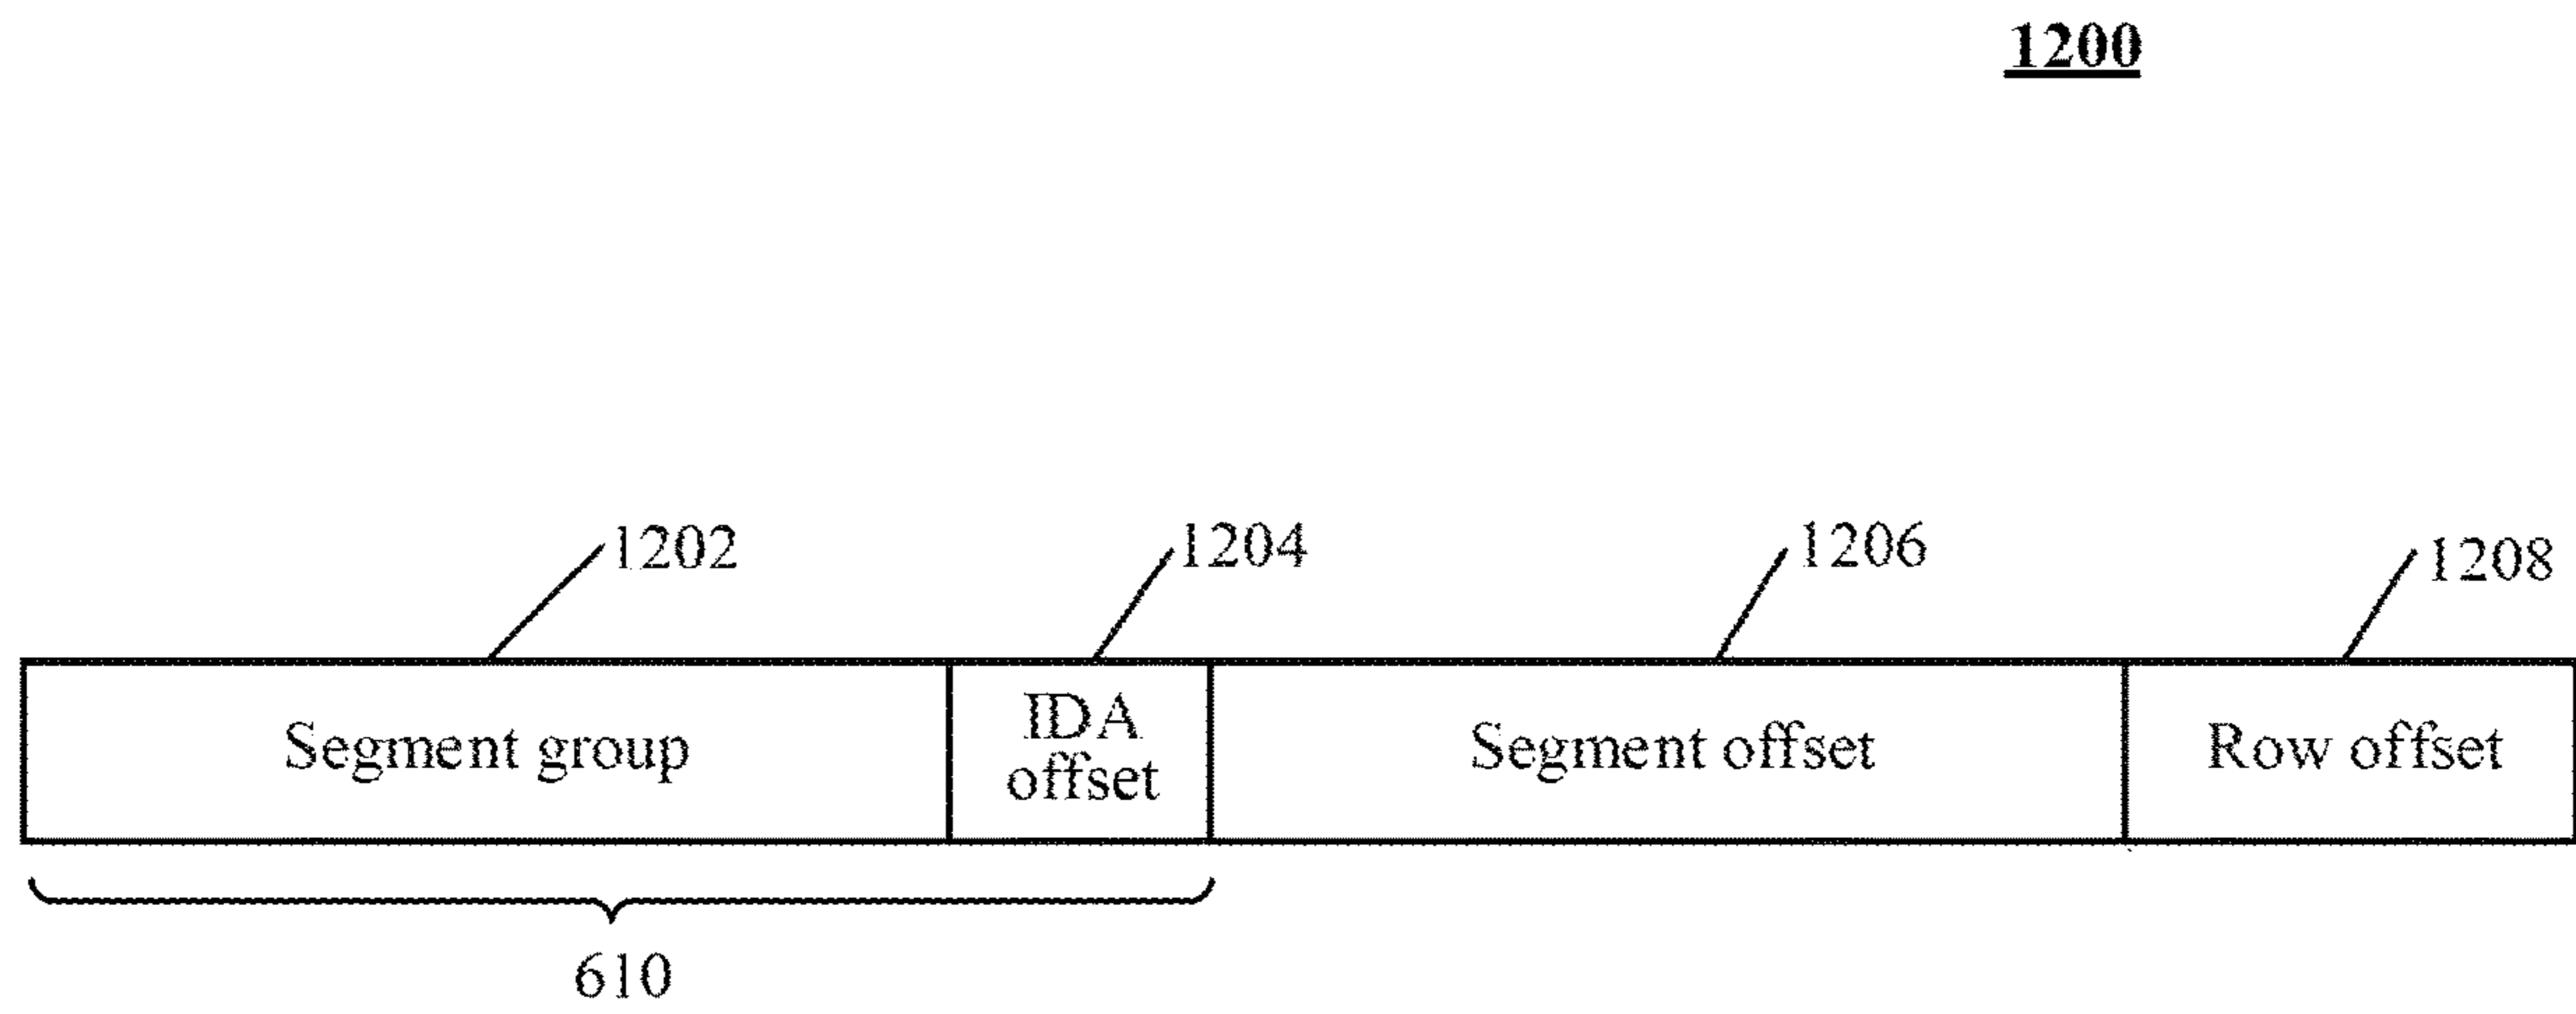 1200
1202
1204
1206
1208
Segment group
IDA
offset
Segment offset
Row offset
610